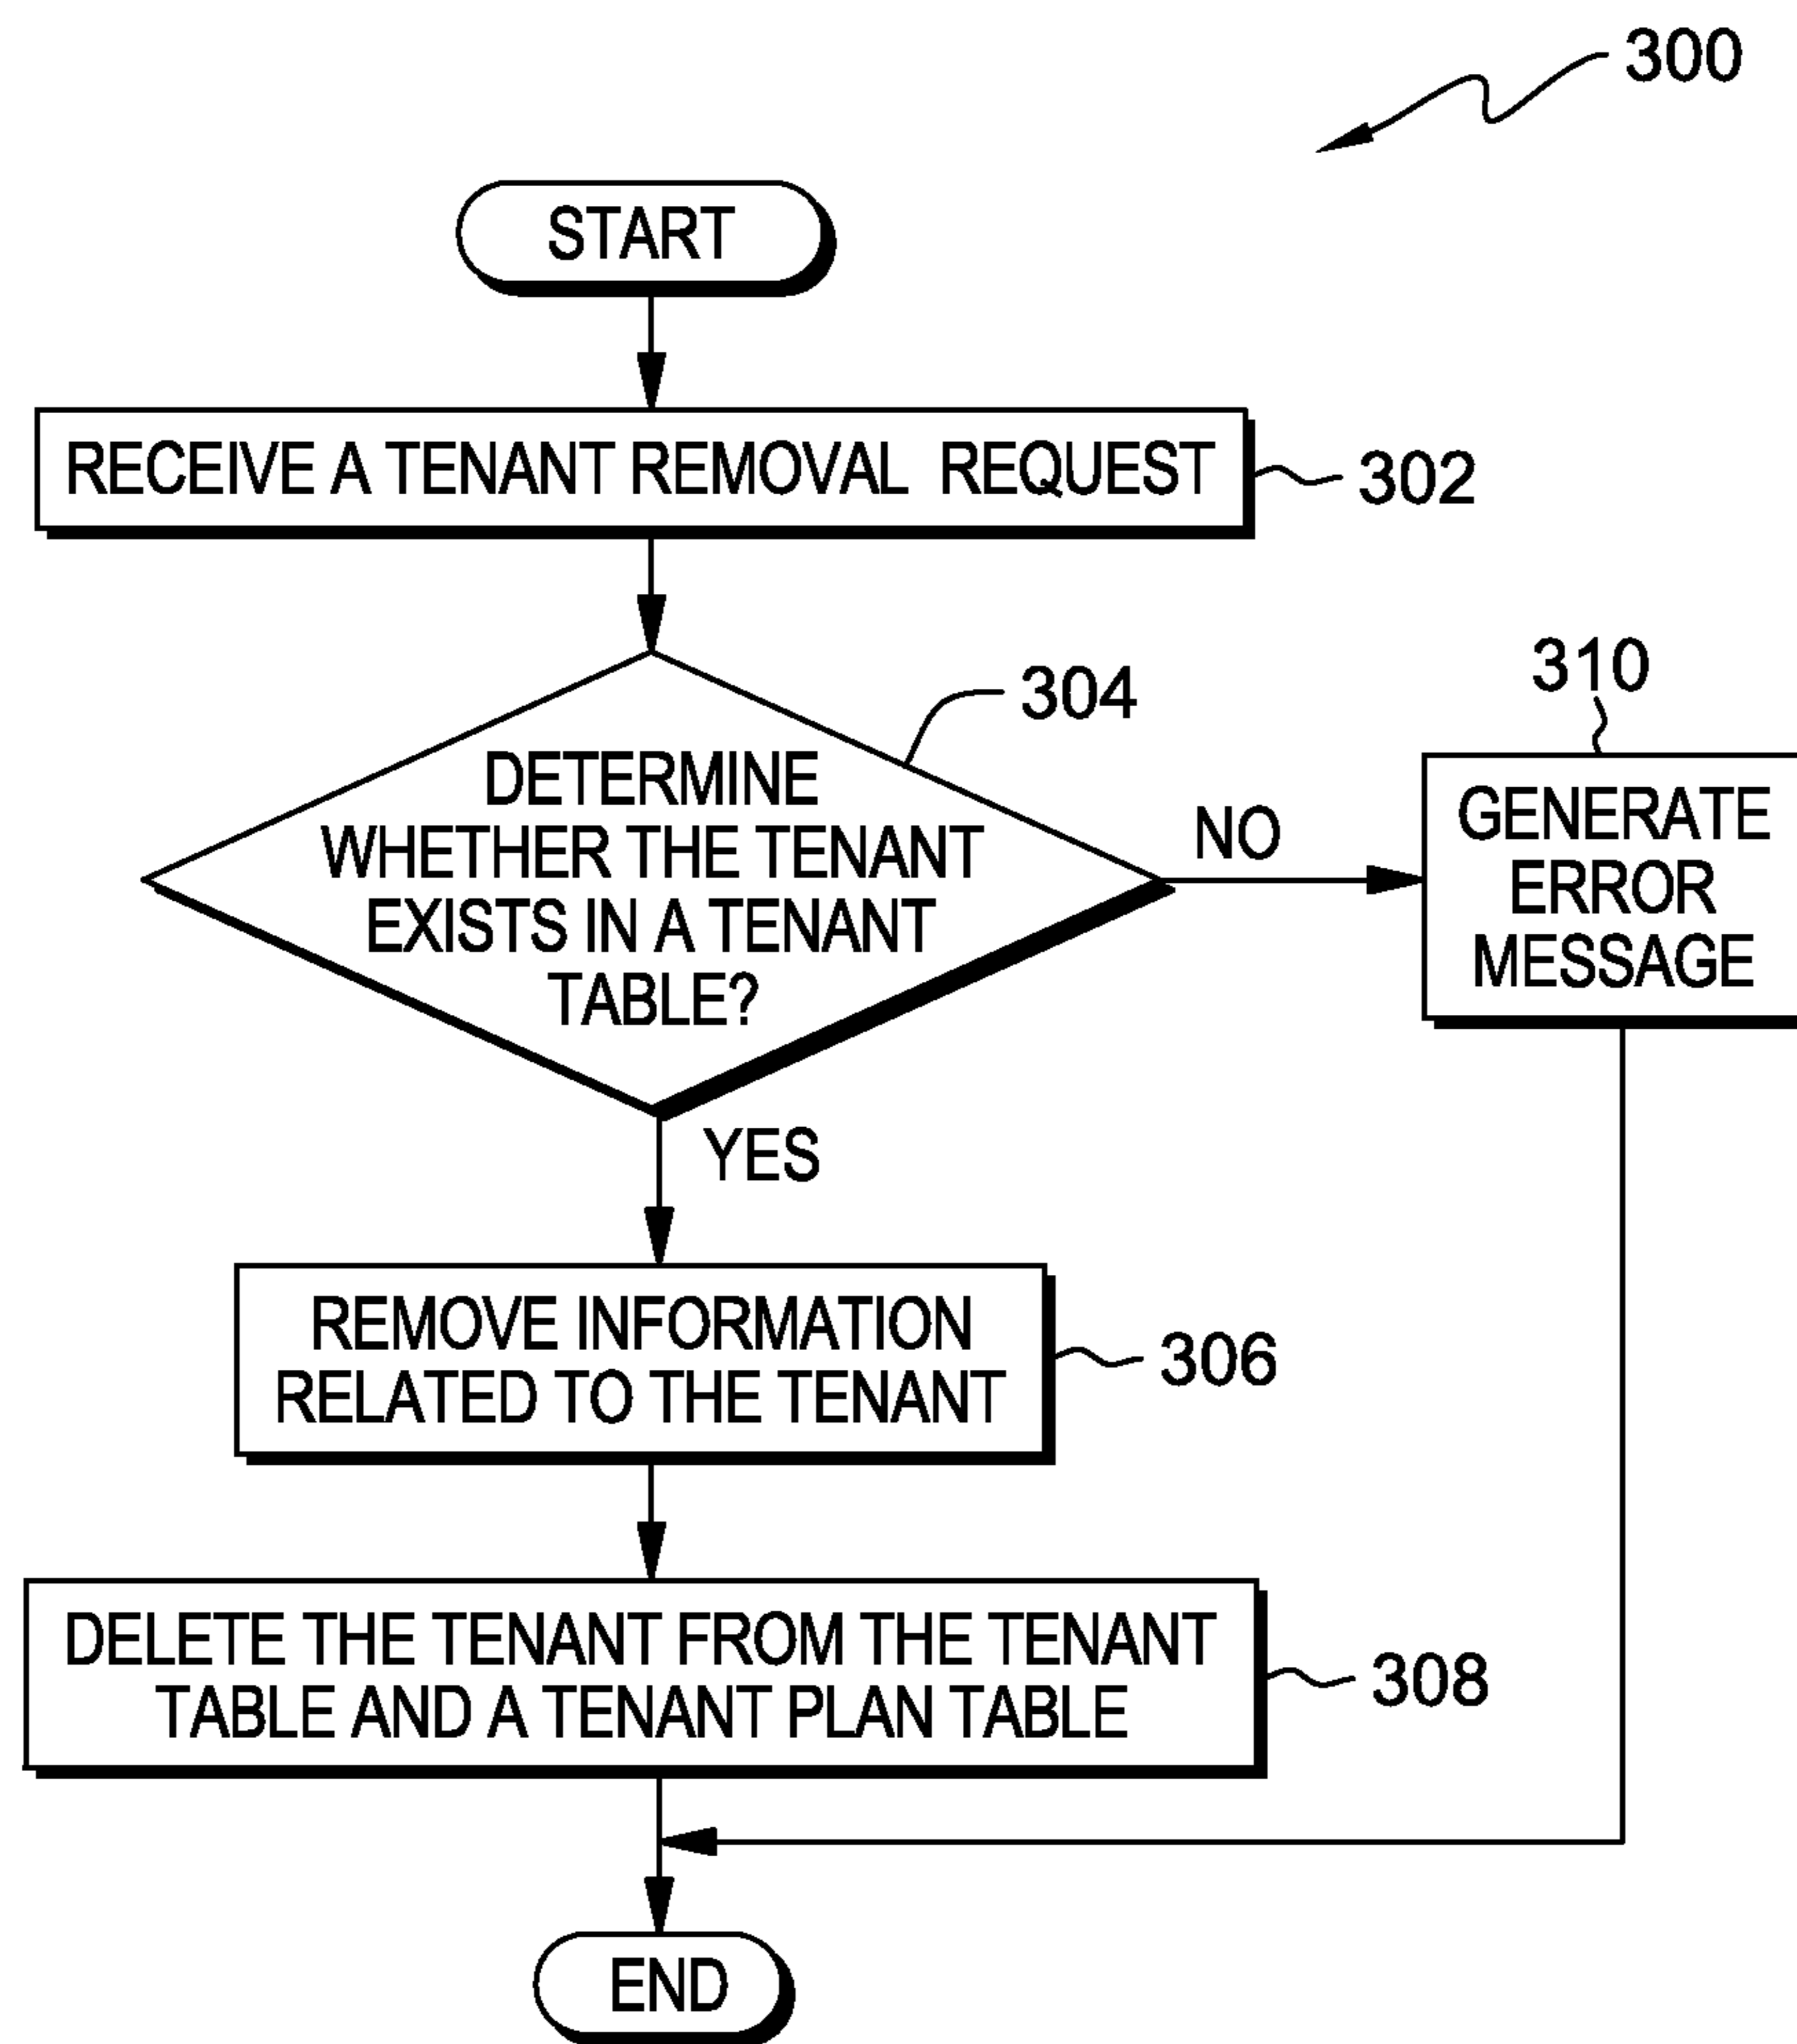 300
START
RECEIVE A TENANT REMOVAL REQUEST
302
304
DETERMINE
WHETHER THE TENANT
EXISTS IN A TENANT
TABLE?
NO
310
GENERATE
ERROR
MESSAGE
YES
REMOVE INFORMATION
RELATED TO THE TENANT
306
DELETE THE TENANT FROM THE TENANT
TABLE AND A TENANT PLAN TABLE
308
END